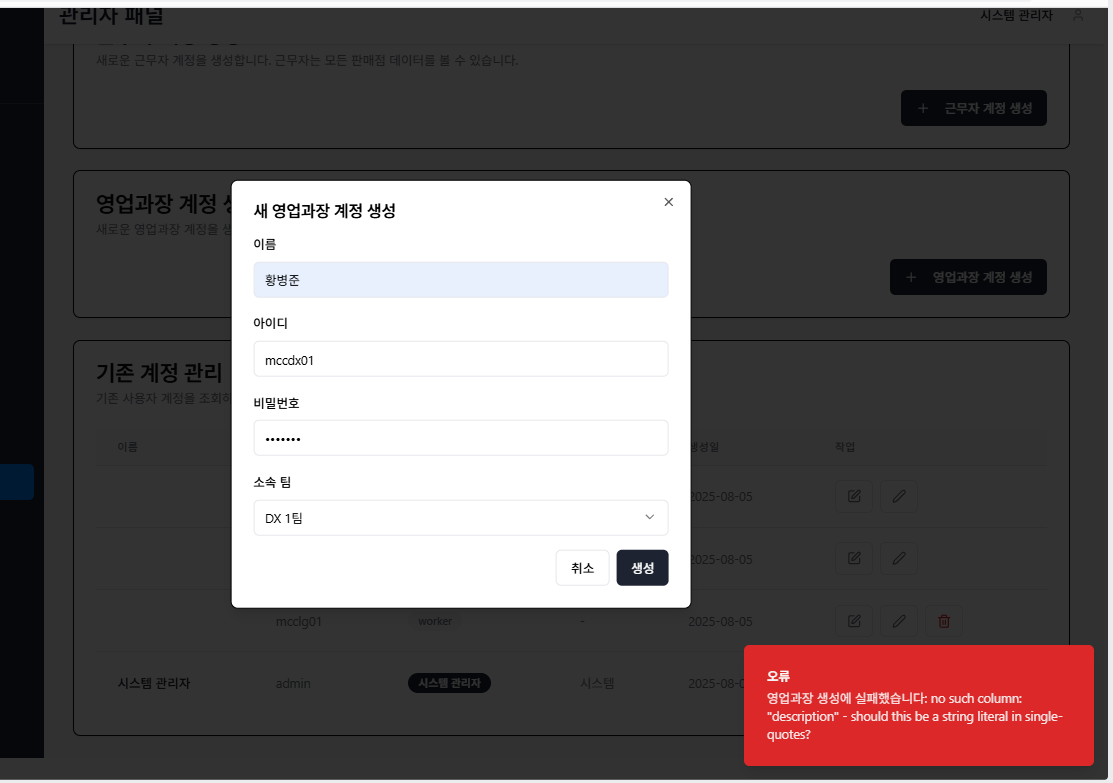 관리자 패널
시스템 관리자
새로운 근무자 계정을 생성합니다. 근무자는 모든 판매점 데이터를 볼 수 있습니다.
+ 근무자 계정 생성
영업과장 계정
새로운 영업과장 계정을
+ 영업과장 계정 생성
새 영업과장 계정 생성
이름
황병준
아이디
mccdx01
비밀번호
•••••••
소속 팀
DX 1팀
취소
생성
기존 계정 관리
기존 사용자 계정을
이름
생성일
작업
2025-08-05
2025-08-05
mcclg01 worker - 2025-08-05
시스템 관리자 admin 시스템 관리자 시스템 2025-08-0
오류
영업과장 생성에 실패했습니다: no such column:
"description" - should this be a string literal in single-
quotes?